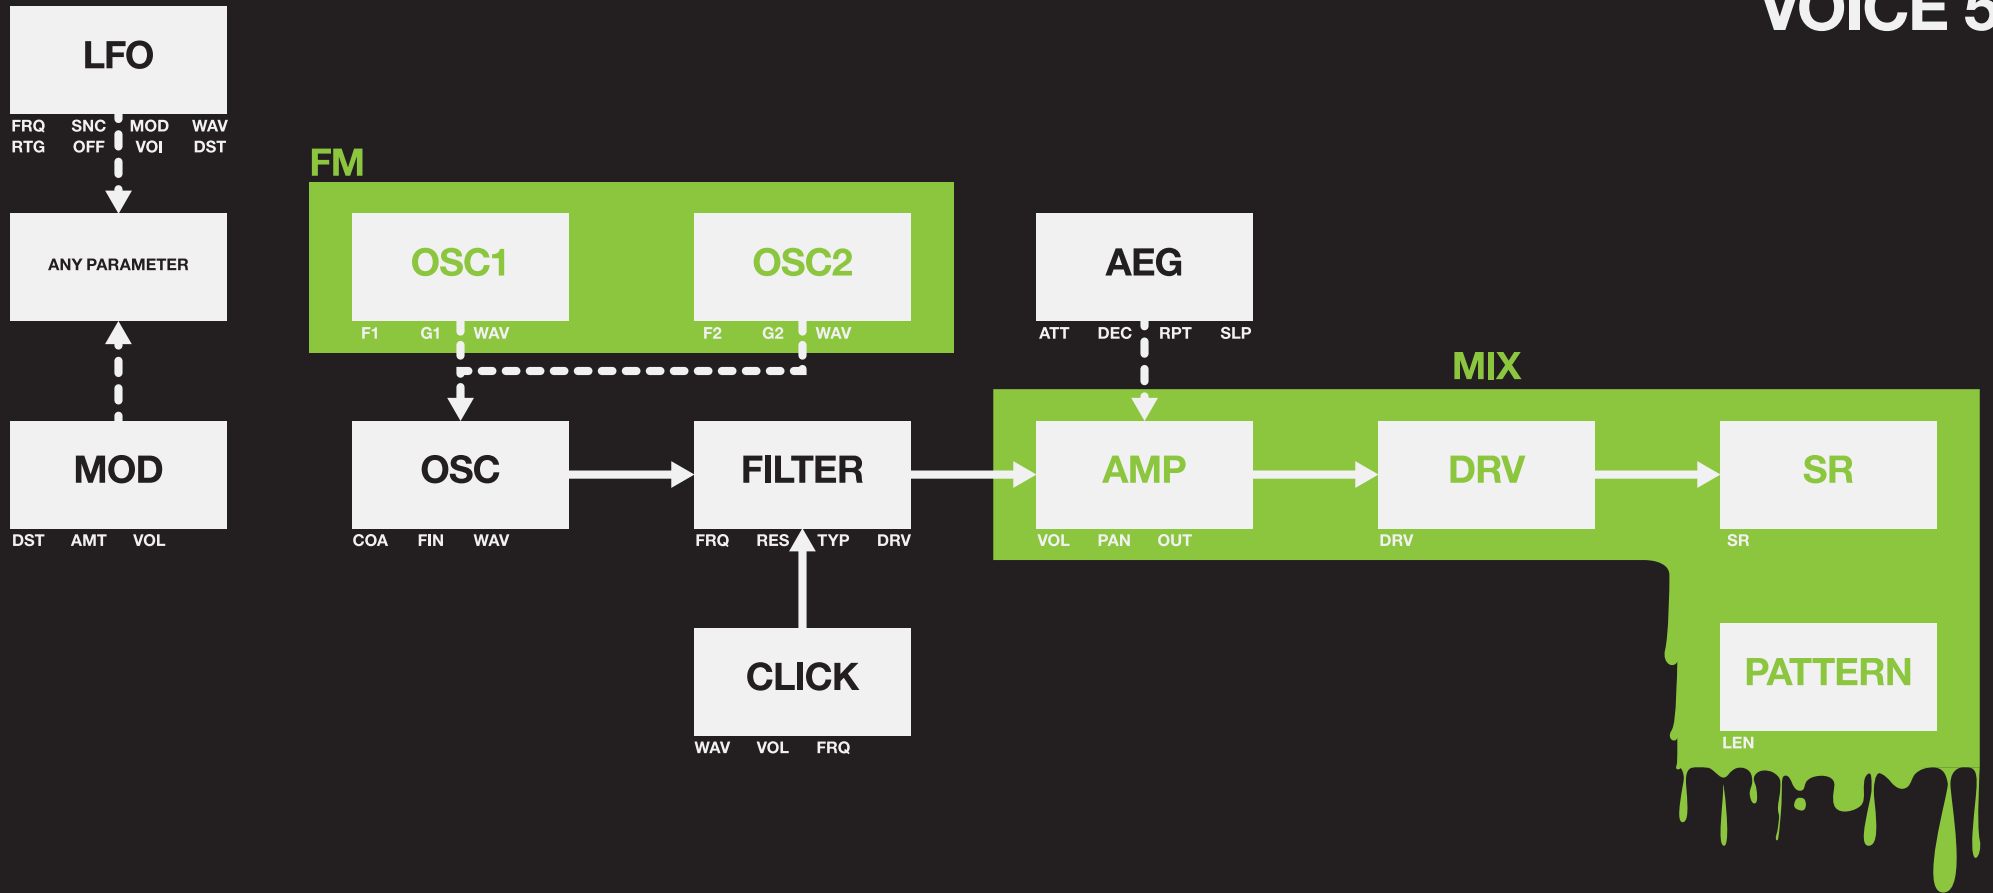 VOICE 5
LFO
FRQ SNC MOD WAV
RTG OFF VOI DST
FM
ANY PARAMETER
OSC1
OSC2
AEG
F1 G1 WAV
F2 G2 WAV
ATT DEC RPT SLP
MIX
MOD
OSC
FILTER
AMP
DRV
SR
DST AMT VOL
COA FIN WAV
FRQ RES TYP DRV
VOL PAN OUT
DRV
SR
CLICK
PATTERN
WAV VOL FRQ
LEN